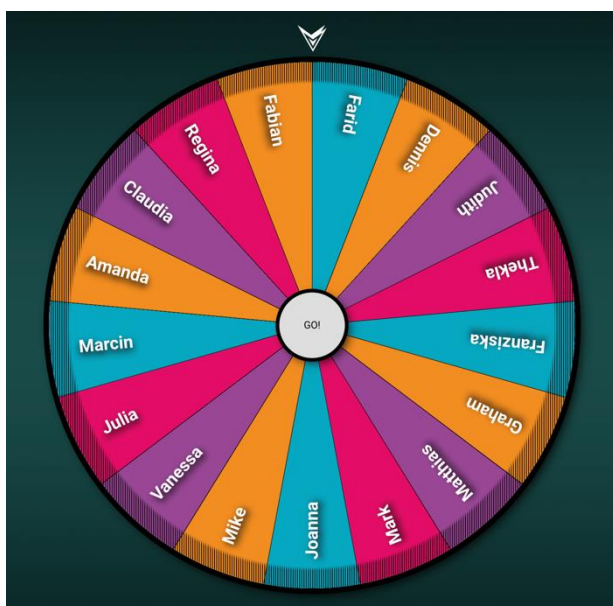 Farid
Dennis
Judith
Thekla
Franziska
Graham
Matthias
Mark
Joanna
Mike
Vanessa
Julia
Marcin
Amanda
Claudia
Regina
Fabian
GO!